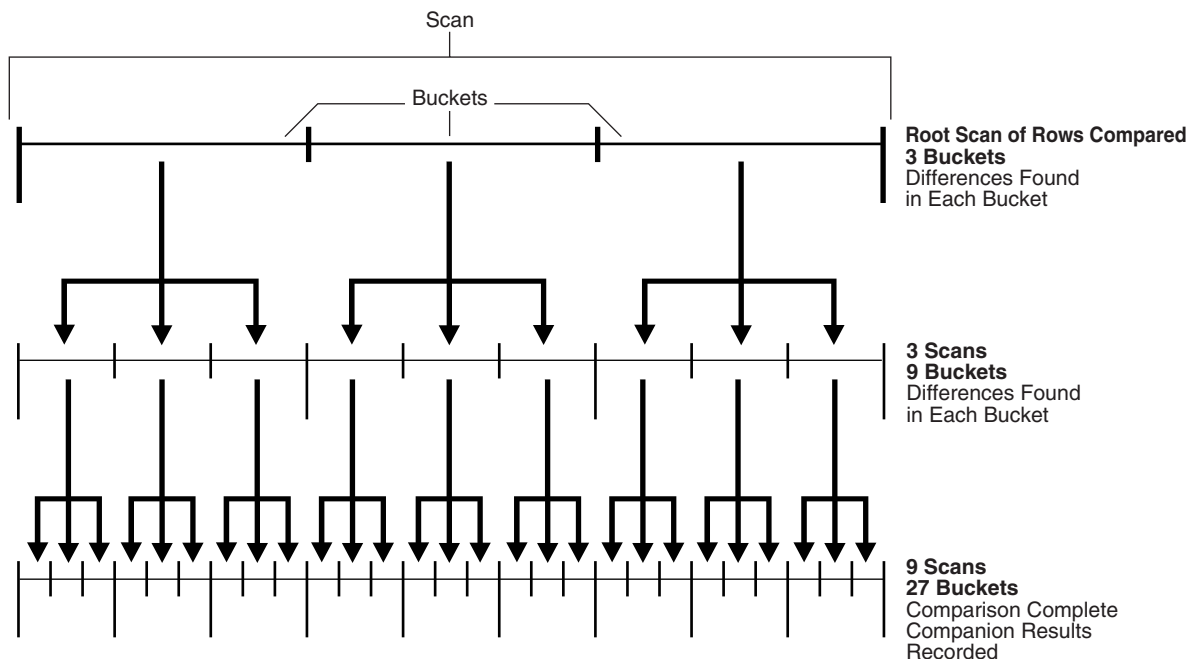 Scan
Buckets
Root Scan of Rows Compared
3 Buckets
Differences Found
in Each Bucket
3 Scans
9 Buckets
Differences Found
in Each Bucket
9 Scans
27 Buckets
Comparison Complete
Companion Results
Recorded